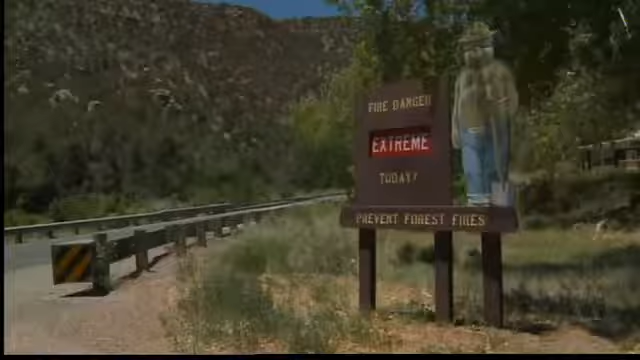 FIRE DANGER
EXTREME
TODAY!
PREVENT FOREST FIRES